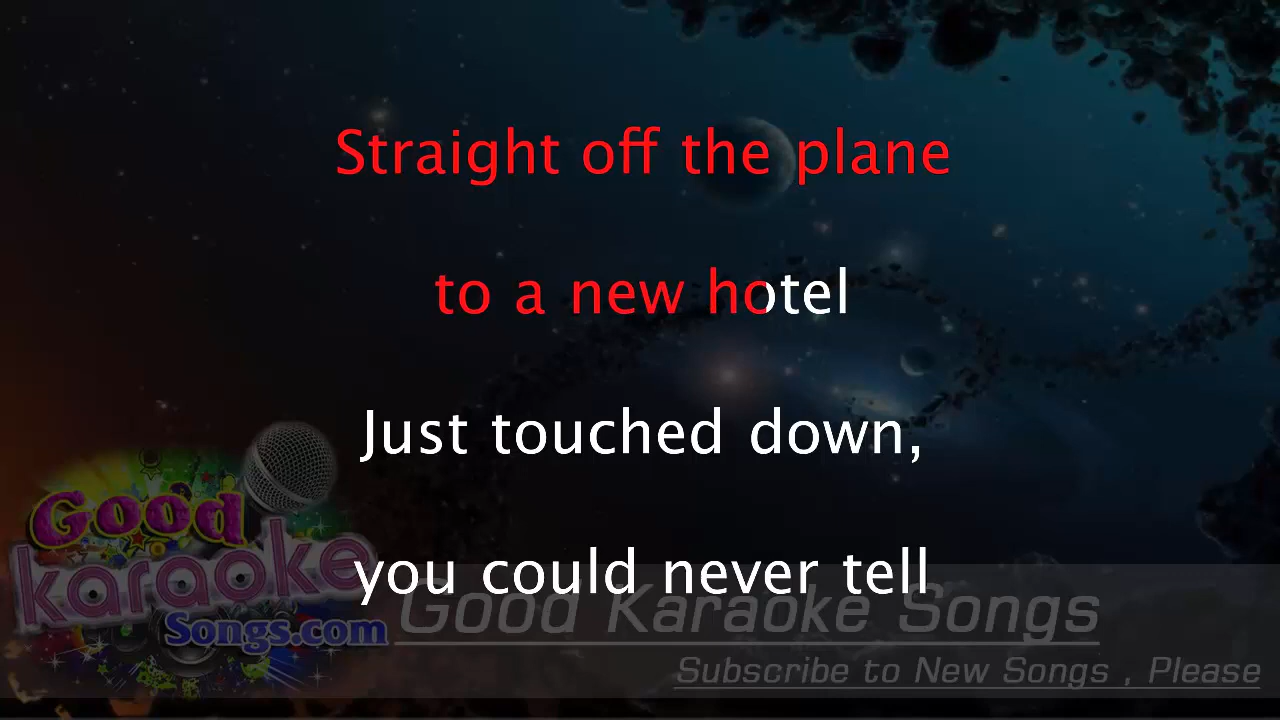 Straight off the plane
to a new hotel
Just touched down,
you could never tell
Good
karaoke
Songs.com
Good Karaoke Songs
Subscribe to New Songs , Please